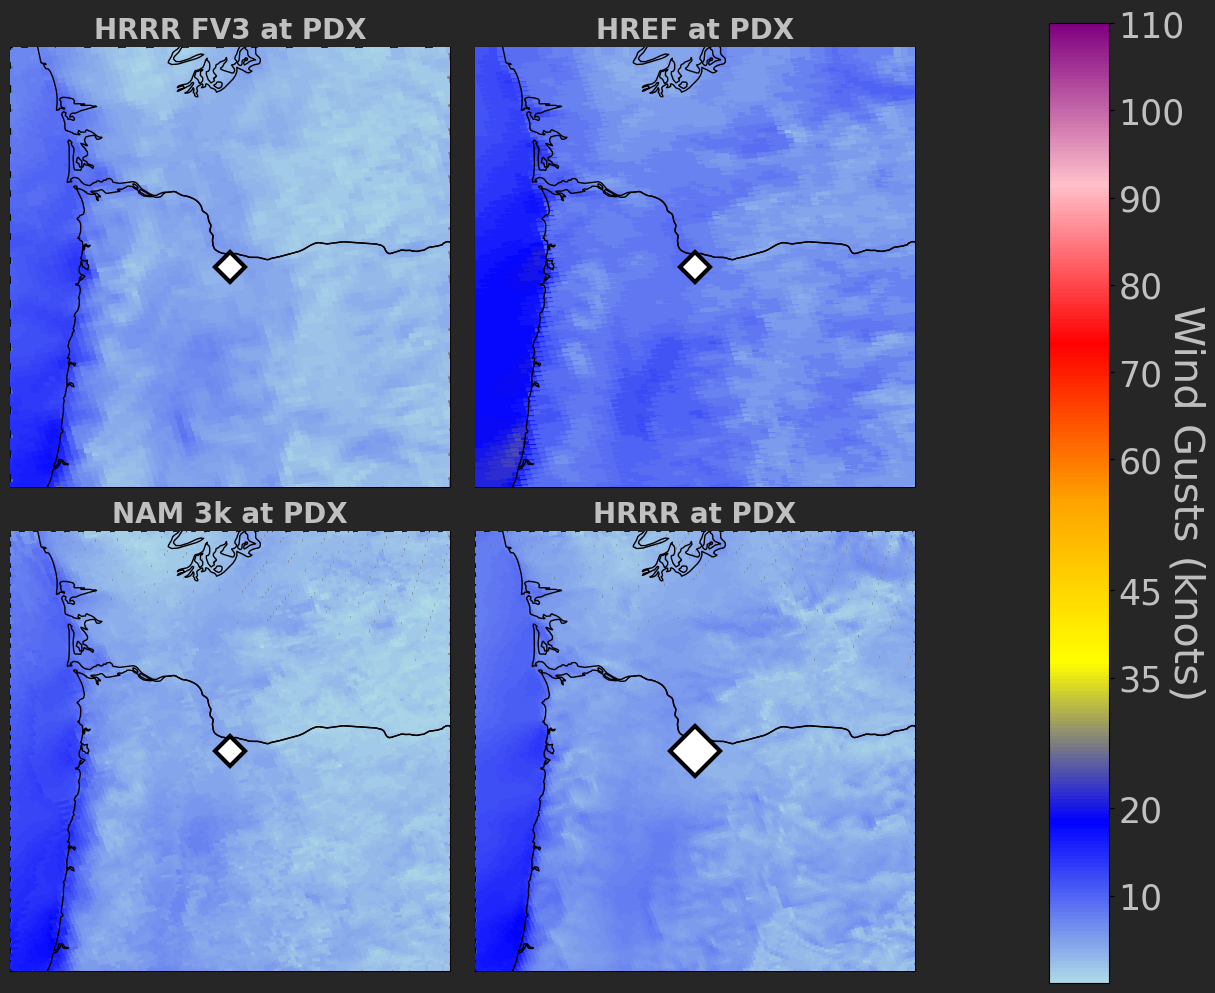 HRRR FV3 at PDX
HREF at PDX
NAM 3k at PDX
HRRR at PDX
110
100
90
80
70
60
45
35
20
10
Wind Gusts (knots)